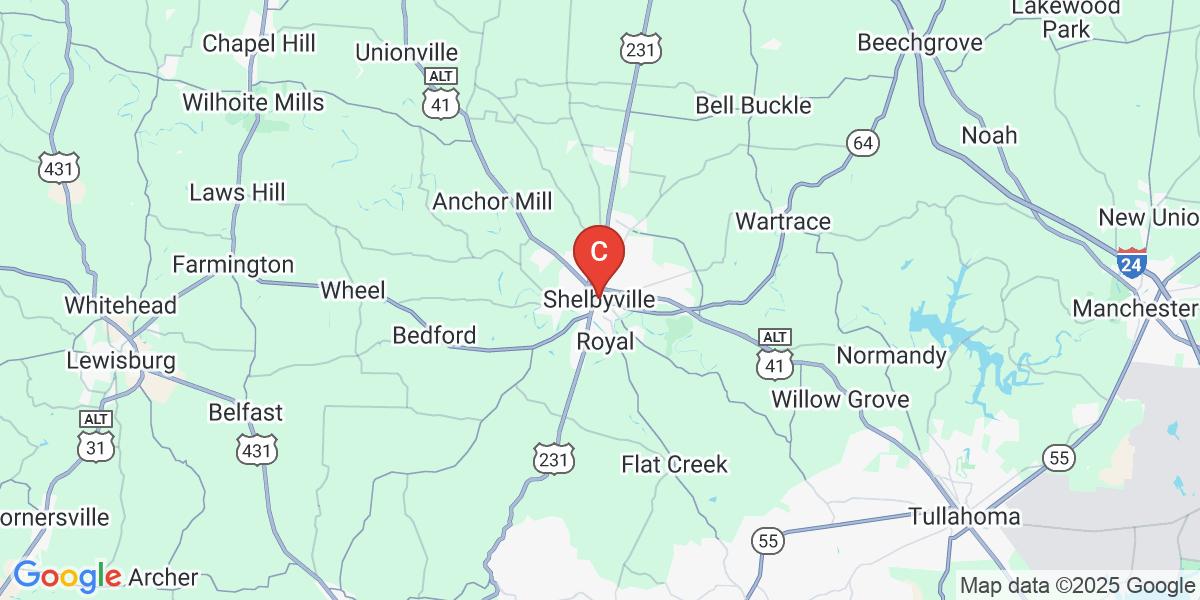 Lakewood
Park
Chapel Hill
Unionville
231
Beechgrove
ALT
41
Wilhoite Mills
Bell Buckle
Noah
64
431
Laws Hill
Anchor Mill
Wartrace
New Unio
C
24
Farmington
Wheel
Shelbyville
Whitehead
Manchester
Bedford
Royal
ALT
41
Normandy
Lewisburg
Willow Grove
Belfast
ALT
31
431
231
Flat Creek
55
ornersville
Tullahoma
55
Google
Archer
Map data ©2025 Google